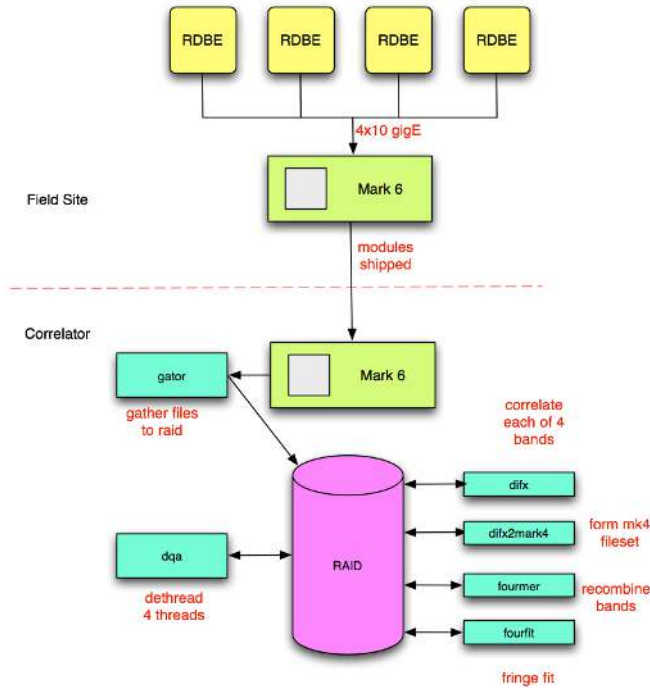 RDBE
RDBE
RDBE
RDBE
4x10 gigE
Mark 6
Field Site
modules
shipped
Correlator
Mark 6
gator
gather files
to raid
correlate
each of 4
bands
difx
difx2mark4
form mk4
fileset
dqa
RAID
fourmer
recombine
bands
dethread
4 threads
fourfit
fringe fit